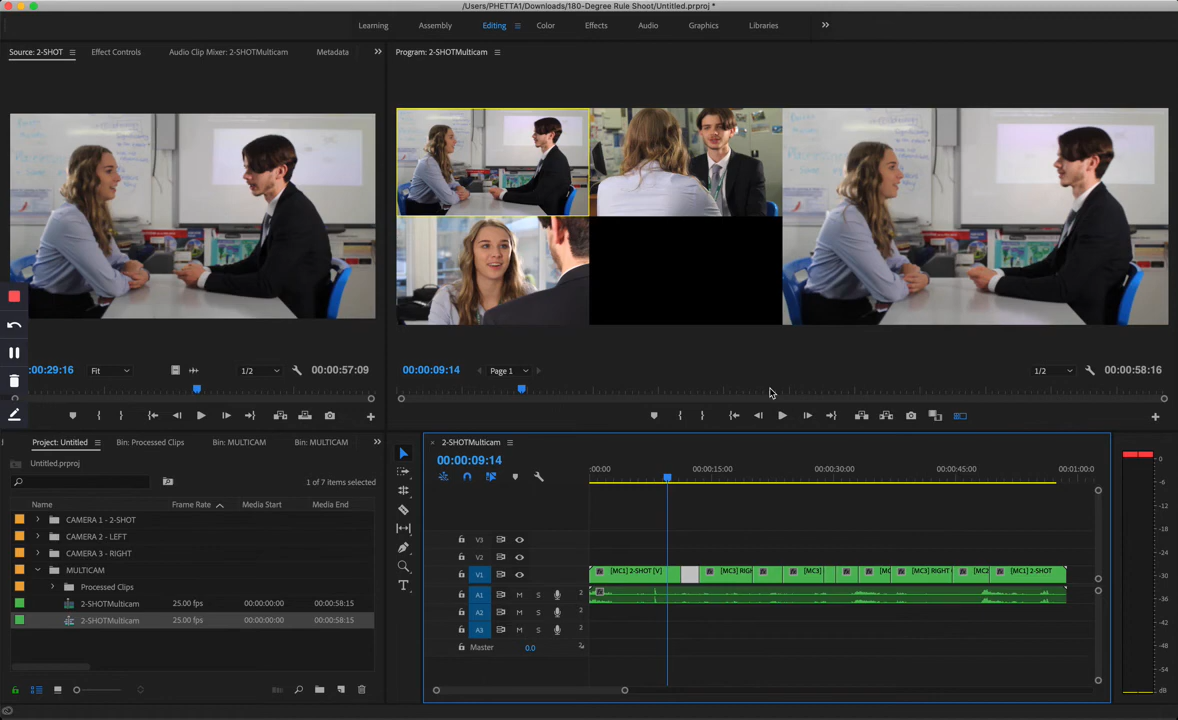 /Users/PHETTA1/Downloads/180-Degree Rule Shoot/Untitled.prproj *
Learning Assembly Editing Color Effects Audio Graphics Libraries
Source: 2-SHOT Effect Controls Audio Clip Mixer: 2-SHOTMulticam Metadata
Program: 2-SHOTMulticam
:00:29:16 Fit 1/2 00:00:57:09
00:00:09:14 Page 1 1/2 00:00:58:16
Project: Untitled Bin: Processed Clips Bin: MULTICAM Bin: MULTICAM
Untitled.prproj
1 of 7 items selected
Name Frame Rate Media Start Media End
CAMERA 1 - 2-SHOT
CAMERA 2 - LEFT
CAMERA 3 - RIGHT
MULTICAM
Processed Clips
2-SHOTMulticam 25.00 fps 00:00:00:00 00:00:58:15
2-SHOTMulticam 25.00 fps 00:00:00:00 00:00:58:15
2-SHOTMulticam
00:00:09:14
:00:00 00:00:15:00 00:00:30:00 00:00:45:00 00:01:00:00
V3
V2
V1 [MC1] 2-SHOT [V] [MC3] RIGH [MC3] [MC [MC3] RIGHT [MC2 [MC1] 2-SHOT
A1 M S 2
A2 M S 2
A3 M S 2
Master 0.0
0
-6
-12
-18
-24
-30
-36
-42
-48
-54
dB